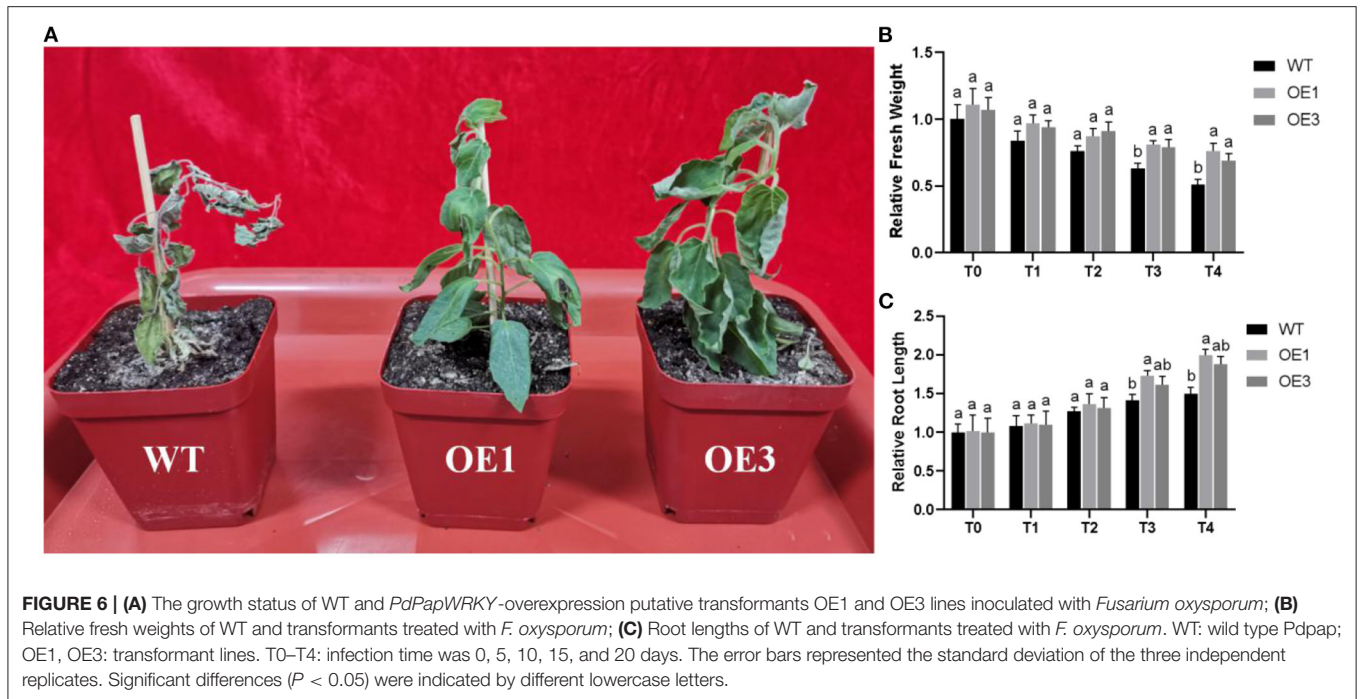 A
WT
OE1
OE3
B
Relative Fresh Weight
1.5
1.0
0.5
0.0
a a a
a a a
a a a
b a a
b a a
T0 T1 T2 T3 T4
WT
OE1
OE3
C
Relative Root Length
2.5
2.0
1.5
1.0
0.5
0.0
a a a
a a a
a a a
b a ab
b a ab
T0 T1 T2 T3 T4
WT
OE1
OE3
FIGURE 6 | (A) The growth status of WT and PdPapWRKY-overexpression putative transformants OE1 and OE3 lines inoculated with Fusarium oxysporum; (B)
Relative fresh weights of WT and transformants treated with F. oxysporum; (C) Root lengths of WT and transformants treated with F. oxysporum. WT: wild type Pdpap;
OE1, OE3: transformant lines. T0–T4: infection time was 0, 5, 10, 15, and 20 days. The error bars represented the standard deviation of the three independent
replicates. Significant differences (P < 0.05) were indicated by different lowercase letters.